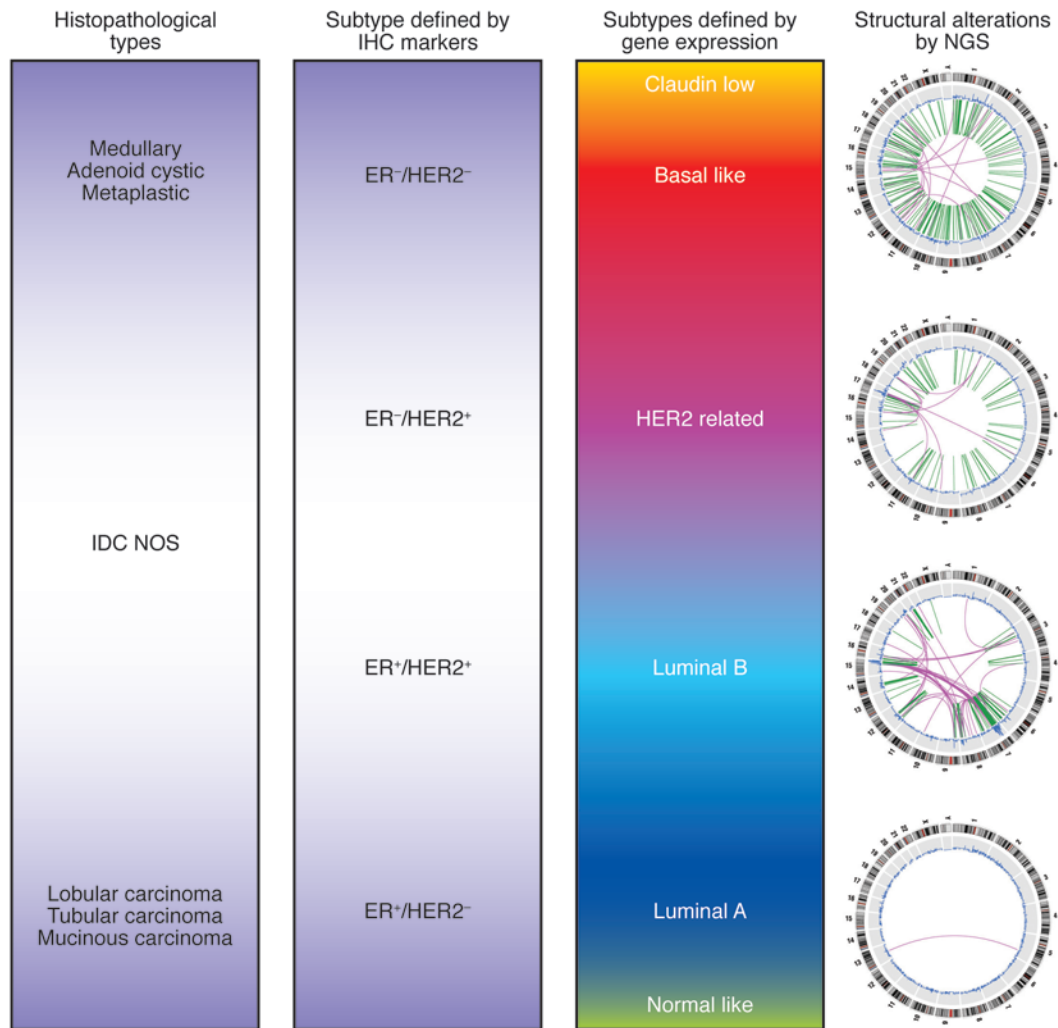 Histopathological
types
Subtype defined by
IHC markers
Subtypes defined by
gene expression
Structural alterations
by NGS
Claudin low
Medullary
Adenoid cystic
Metaplastic
ER⁻/HER2⁻
Basal like
ER⁻/HER2⁺
HER2 related
IDC NOS
ER⁺/HER2⁺
Luminal B
Lobular carcinoma
Tubular carcinoma
Mucinous carcinoma
ER⁺/HER2⁻
Luminal A
Normal like